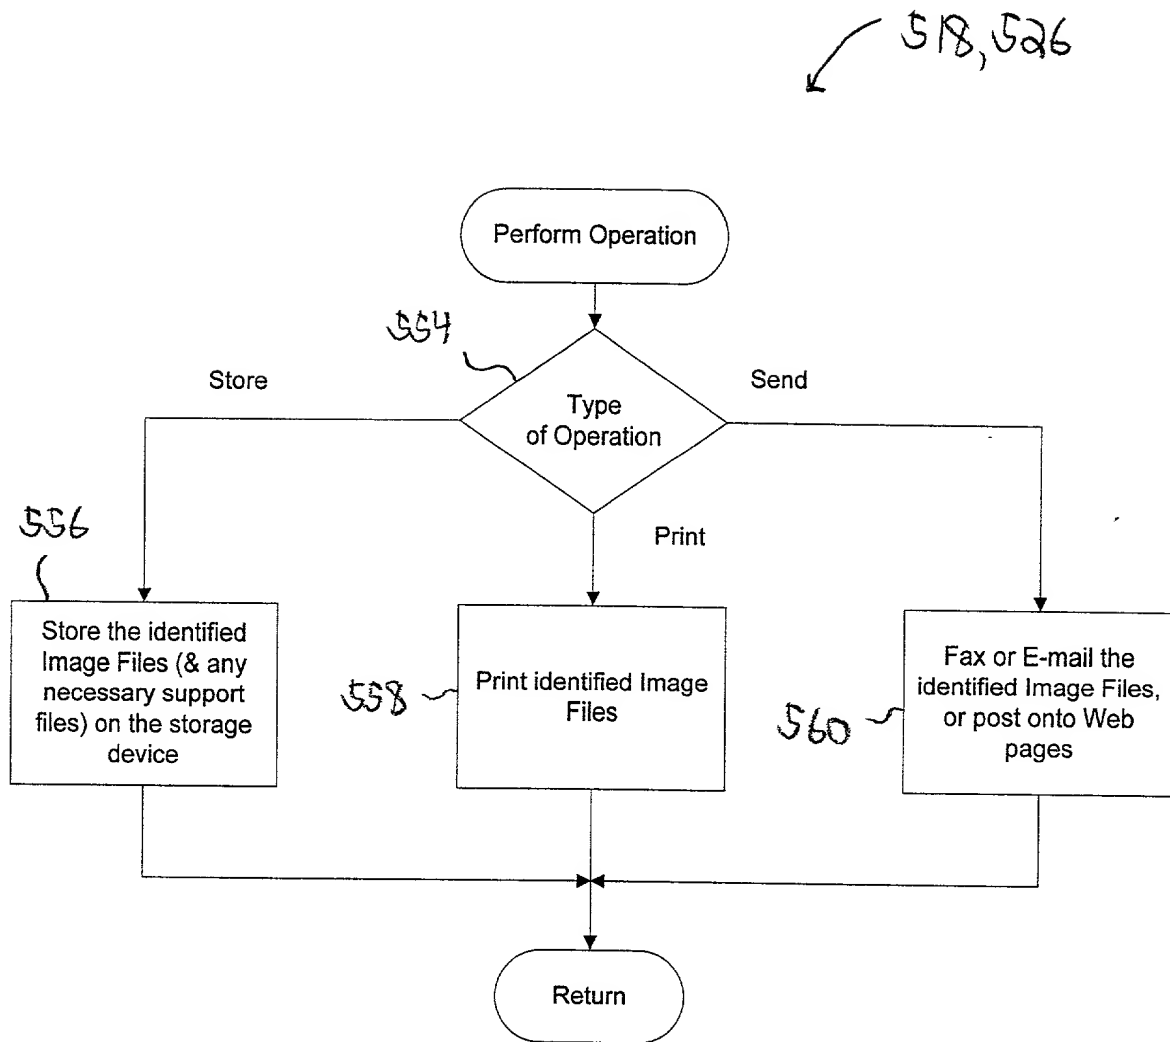 518, 526
Perform Operation
554
Store
Send
Type
of Operation
Print
556
Store the identified
Image Files (& any
necessary support
files) on the storage
device
558
Print identified Image
Files
560
Fax or E-mail the
identified Image Files,
or post onto Web
pages
Return